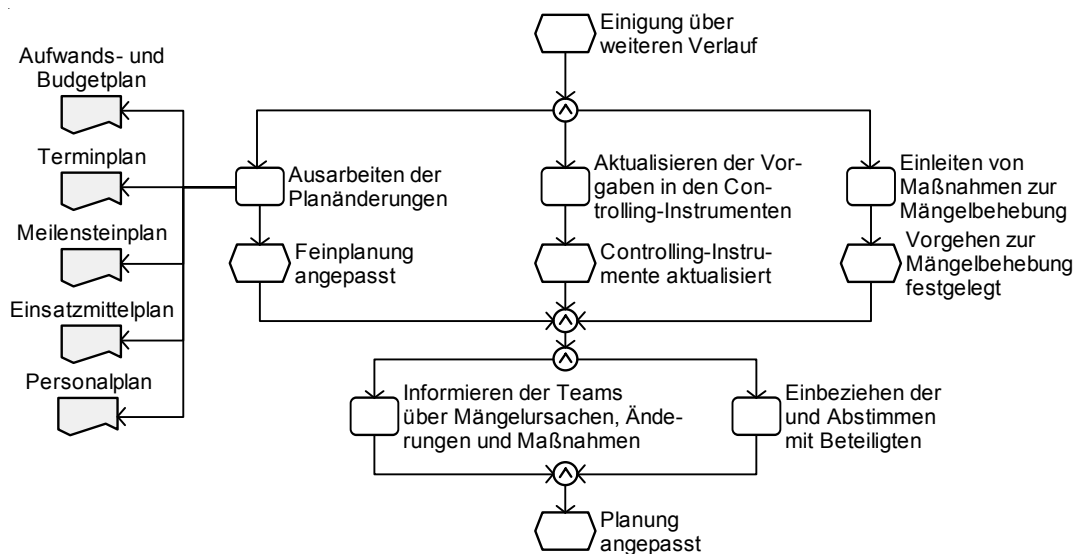 Einigung über
weiteren Verlauf
Aufwands- und
Budgetplan
Terminplan
Meilensteinplan
Einsatzmittelplan
Personalplan
Ausarbeiten der
Planänderungen
Aktualisieren der Vor-
gaben in den Con-
trolling-Instrumenten
Einleiten von
Maßnahmen zur
Mängelbehebung
Feinplanung
angepasst
Controlling-Instru-
mente aktualisiert
Vorgehen zur
Mängelbehebung
festgelegt
Informieren der Teams
über Mängelursachen, Ände-
rungen und Maßnahmen
Einbeziehen der
und Abstimmen
mit Beteiligten
Planung
angepasst